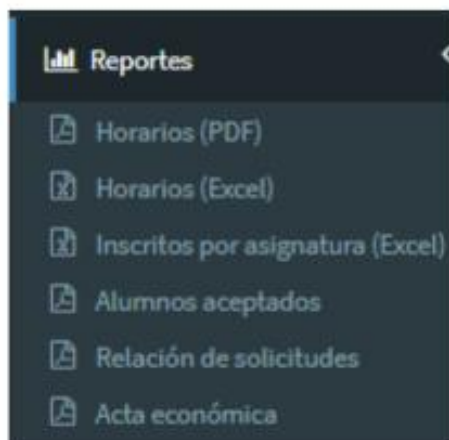 Reportes
Horarios (PDF)
Horarios (Excel)
Inscritos por asignatura (Excel)
Alumnos aceptados
Relación de solicitudes
Acta económica